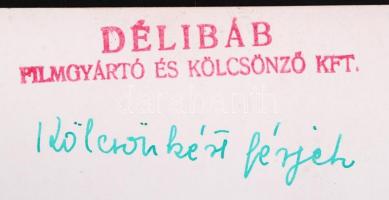 DÉLIBÁB
FILMGYÁRTÓ ÉS KÖLCSÖNZŐ KFT.
Kölcsönkért férjek